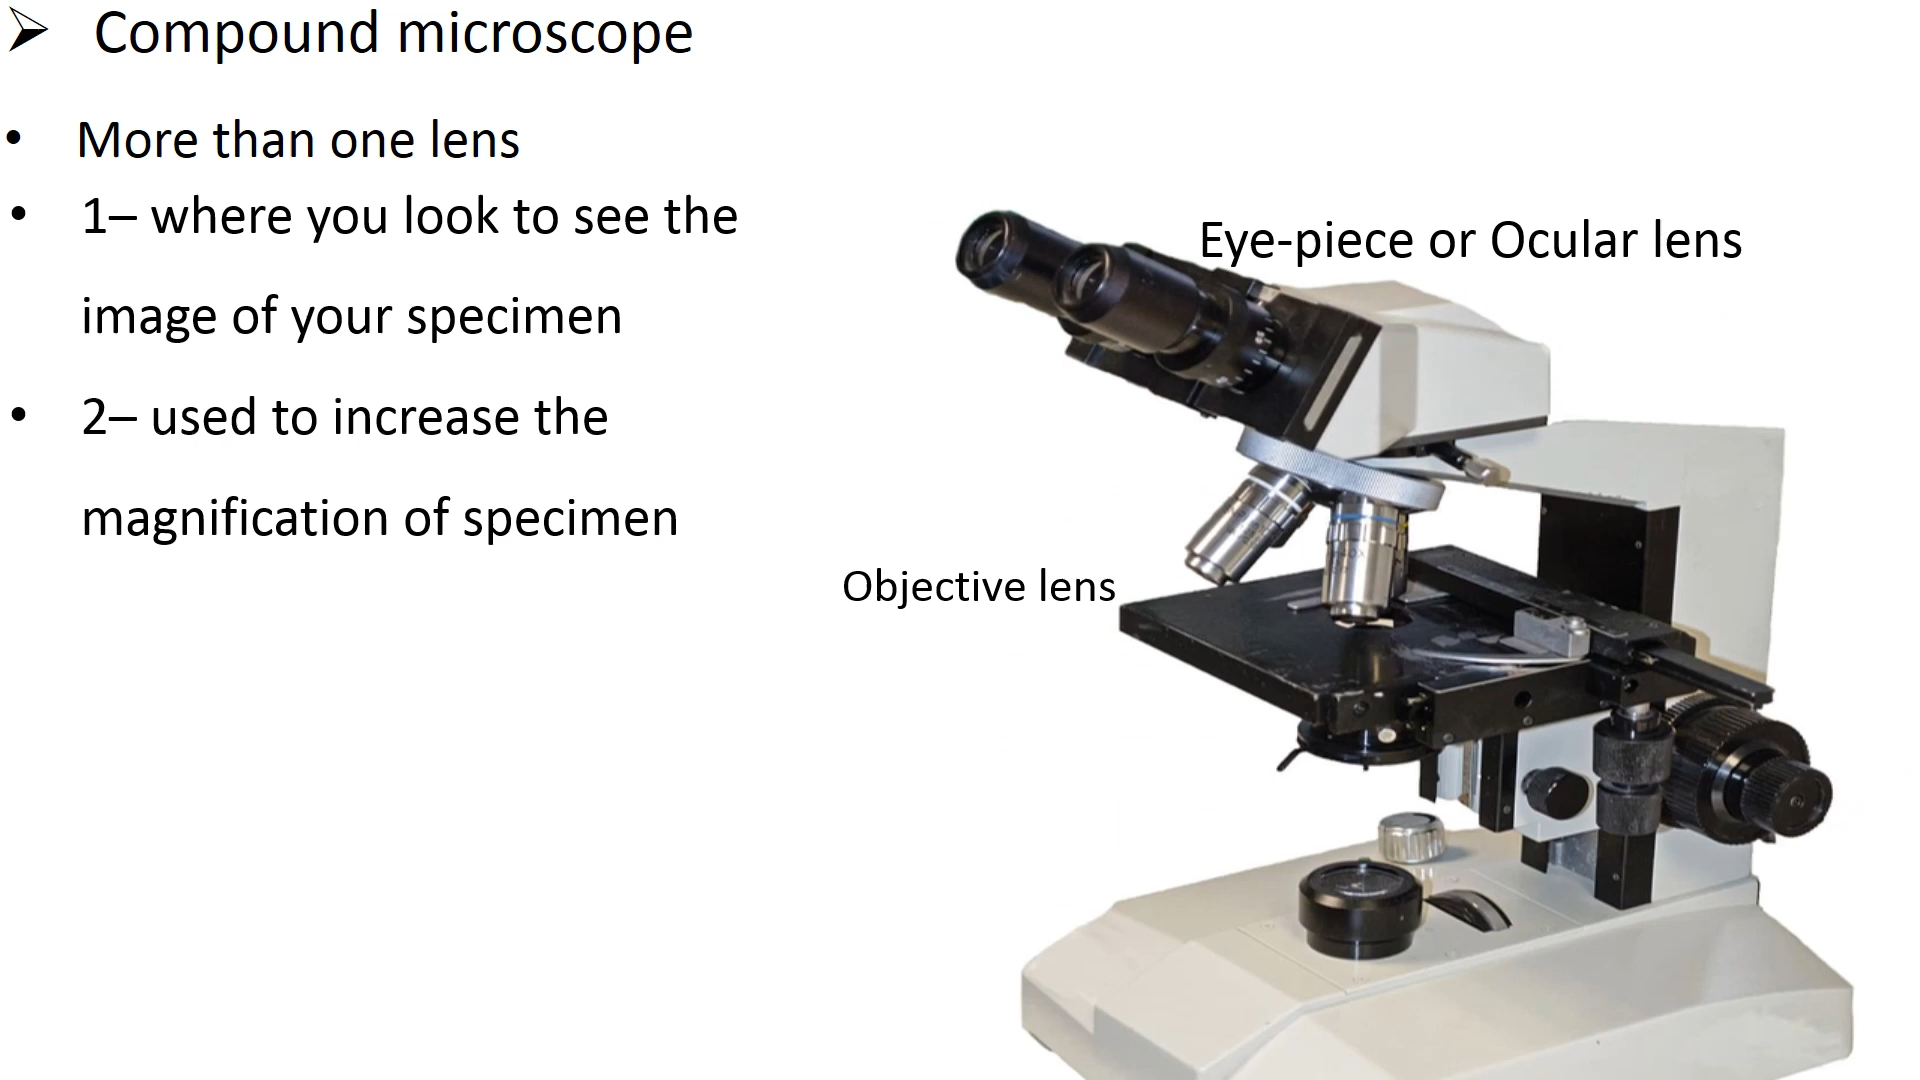 ➢ Compound microscope
• More than one lens
• 1– where you look to see the
image of your specimen
• 2– used to increase the
magnification of specimen
Eye-piece or Ocular lens
Objective lens